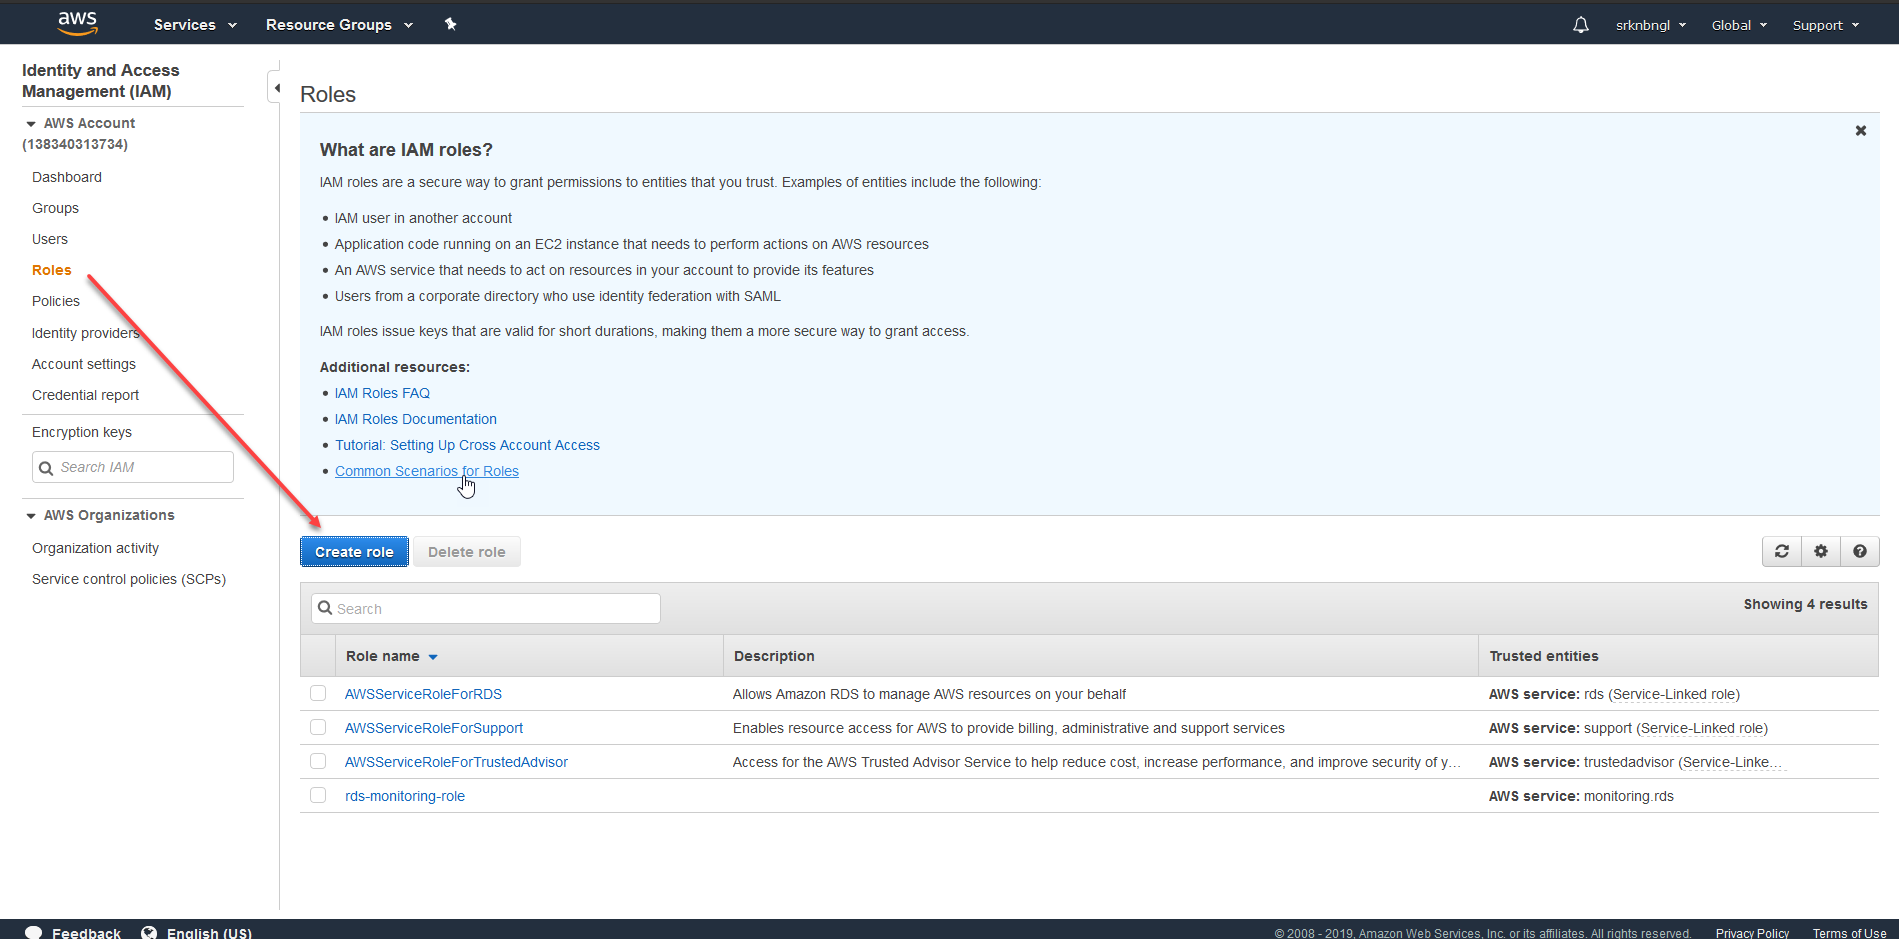 aws
Services
Resource Groups
srknbngl
Global
Support
Identity and Access
Management (IAM)
AWS Account
(138340313734)
Dashboard
Groups
Users
Roles
Policies
Identity providers
Account settings
Credential report
Encryption keys
Search IAM
AWS Organizations
Organization activity
Service control policies (SCPs)
Roles
What are IAM roles?
IAM roles are a secure way to grant permissions to entities that you trust. Examples of entities include the following:
• IAM user in another account
• Application code running on an EC2 instance that needs to perform actions on AWS resources
• An AWS service that needs to act on resources in your account to provide its features
• Users from a corporate directory who use identity federation with SAML
IAM roles issue keys that are valid for short durations, making them a more secure way to grant access.
Additional resources:
• IAM Roles FAQ
• IAM Roles Documentation
• Tutorial: Setting Up Cross Account Access
• Common Scenarios for Roles
Create role
Delete role
Search
Showing 4 results
Role name Description Trusted entities
AWSServiceRoleForRDS Allows Amazon RDS to manage AWS resources on your behalf AWS service: rds (Service-Linked role)
AWSServiceRoleForSupport Enables resource access for AWS to provide billing, administrative and support services AWS service: support (Service-Linked role)
AWSServiceRoleForTrustedAdvisor Access for the AWS Trusted Advisor Service to help reduce cost, increase performance, and improve security of y… AWS service: trustedadvisor (Service-Linke…
rds-monitoring-role AWS service: monitoring.rds
Feedback
English (US)
© 2008 - 2019, Amazon Web Services, Inc. or its affiliates. All rights reserved.
Privacy Policy
Terms of Use